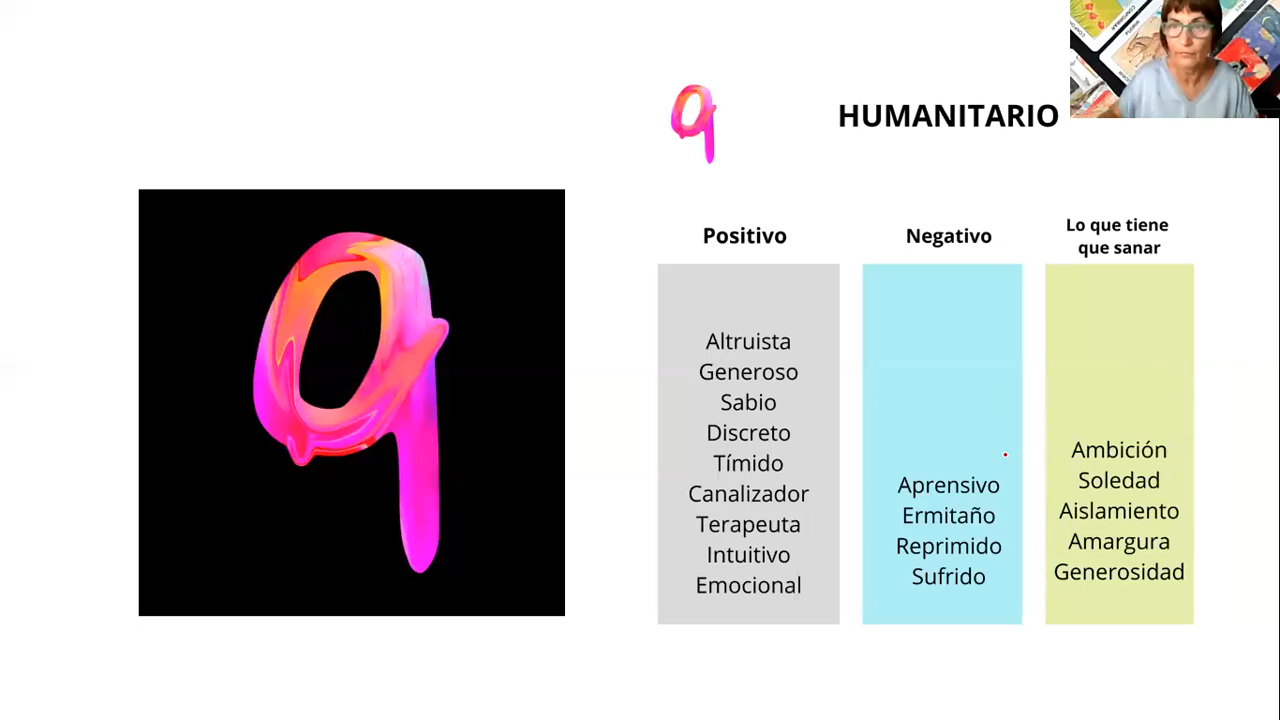 9
9
HUMANITARIO
Positivo
Altruista
Generoso
Sabio
Discreto
Tímido
Canalizador
Terapeuta
Intuitivo
Emocional
Negativo
Aprensivo
Ermitaño
Reprimido
Sufrido
Lo que tiene
que sanar
Ambición
Soledad
Aislamiento
Amargura
Generosidad